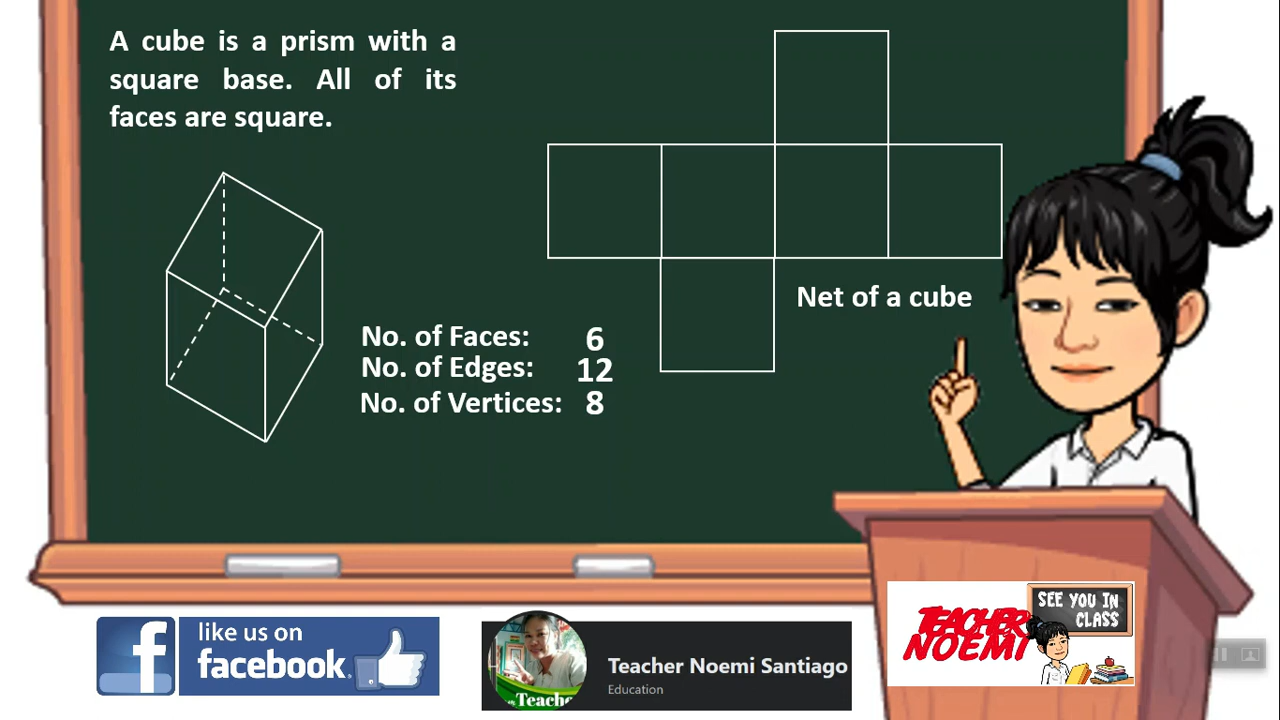 A cube is a prism with a
square base. All of its
faces are square.
Net of a cube
No. of Faces: 6
No. of Edges: 12
No. of Vertices: 8
like us on
facebook.
Teacher Noemi Santiago
Education
TEACHER
NOEMI
SEE YOU IN
CLASS